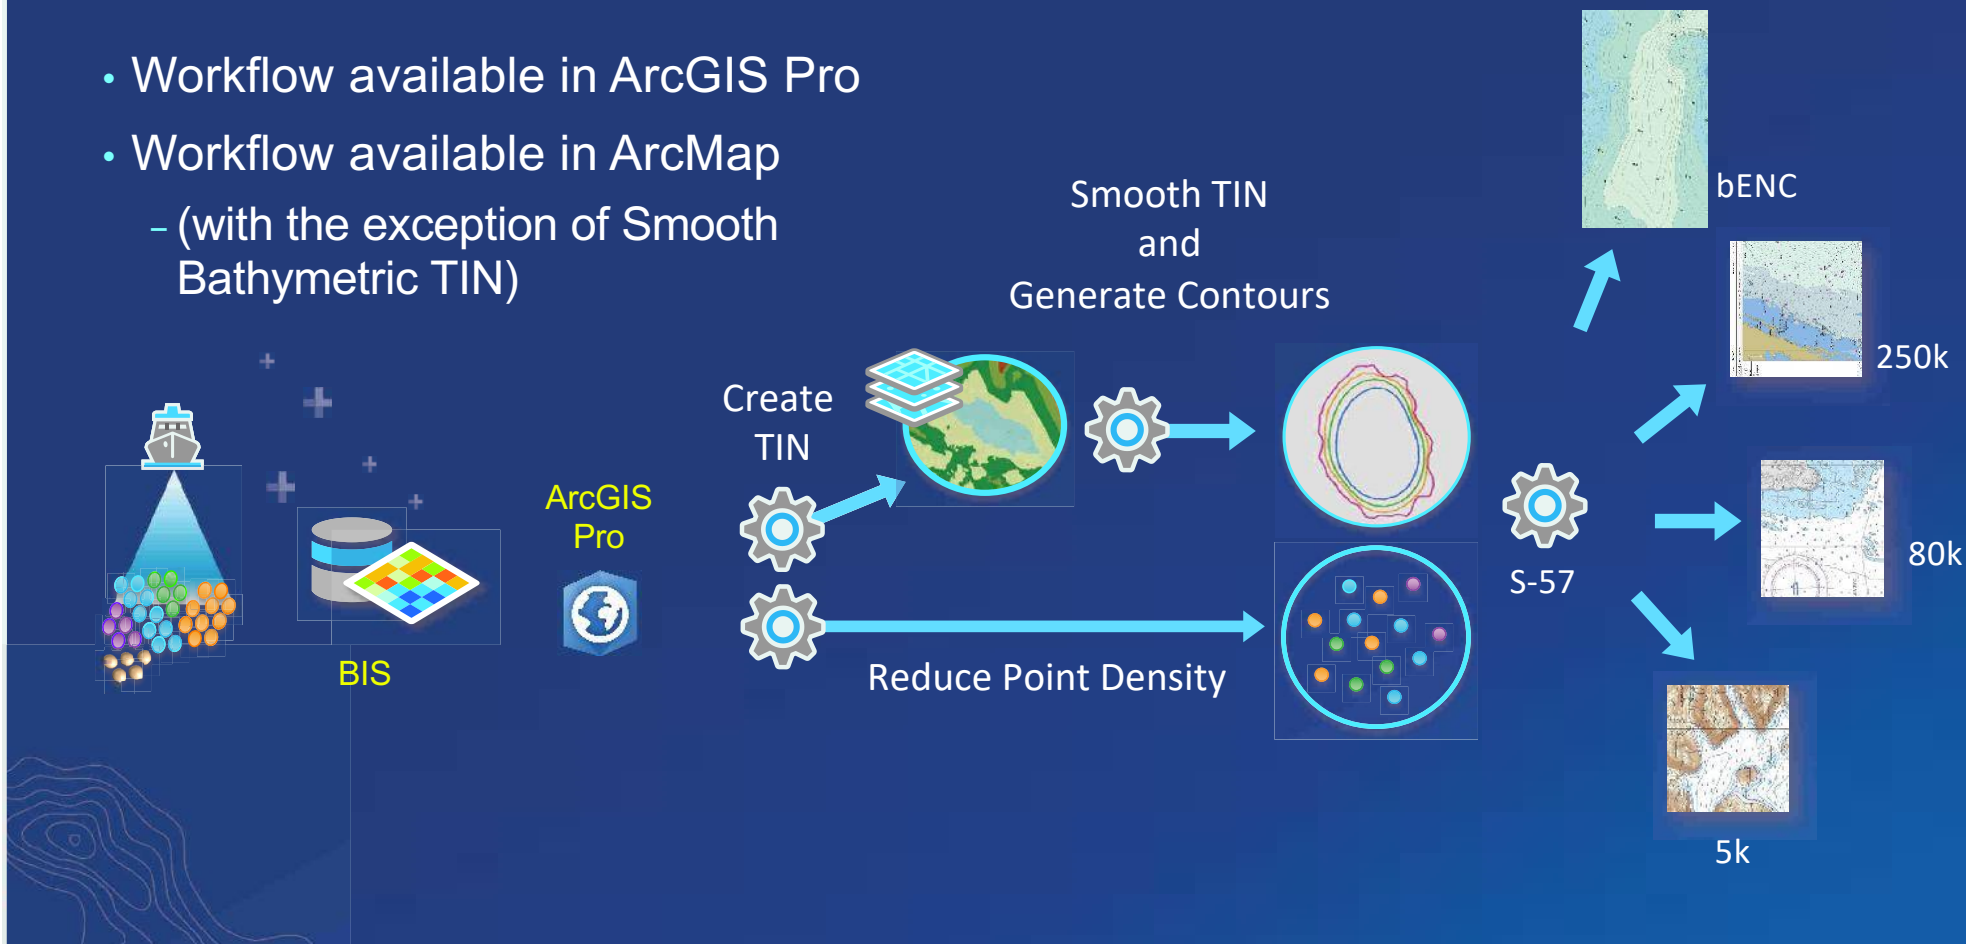 • Workflow available in ArcGIS Pro
• Workflow available in ArcMap
– (with the exception of Smooth
Bathymetric TIN)
Smooth TIN
and
Generate Contours
bENC
250k
Create
TIN
ArcGIS
Pro
80k
S-57
BIS
Reduce Point Density
5k